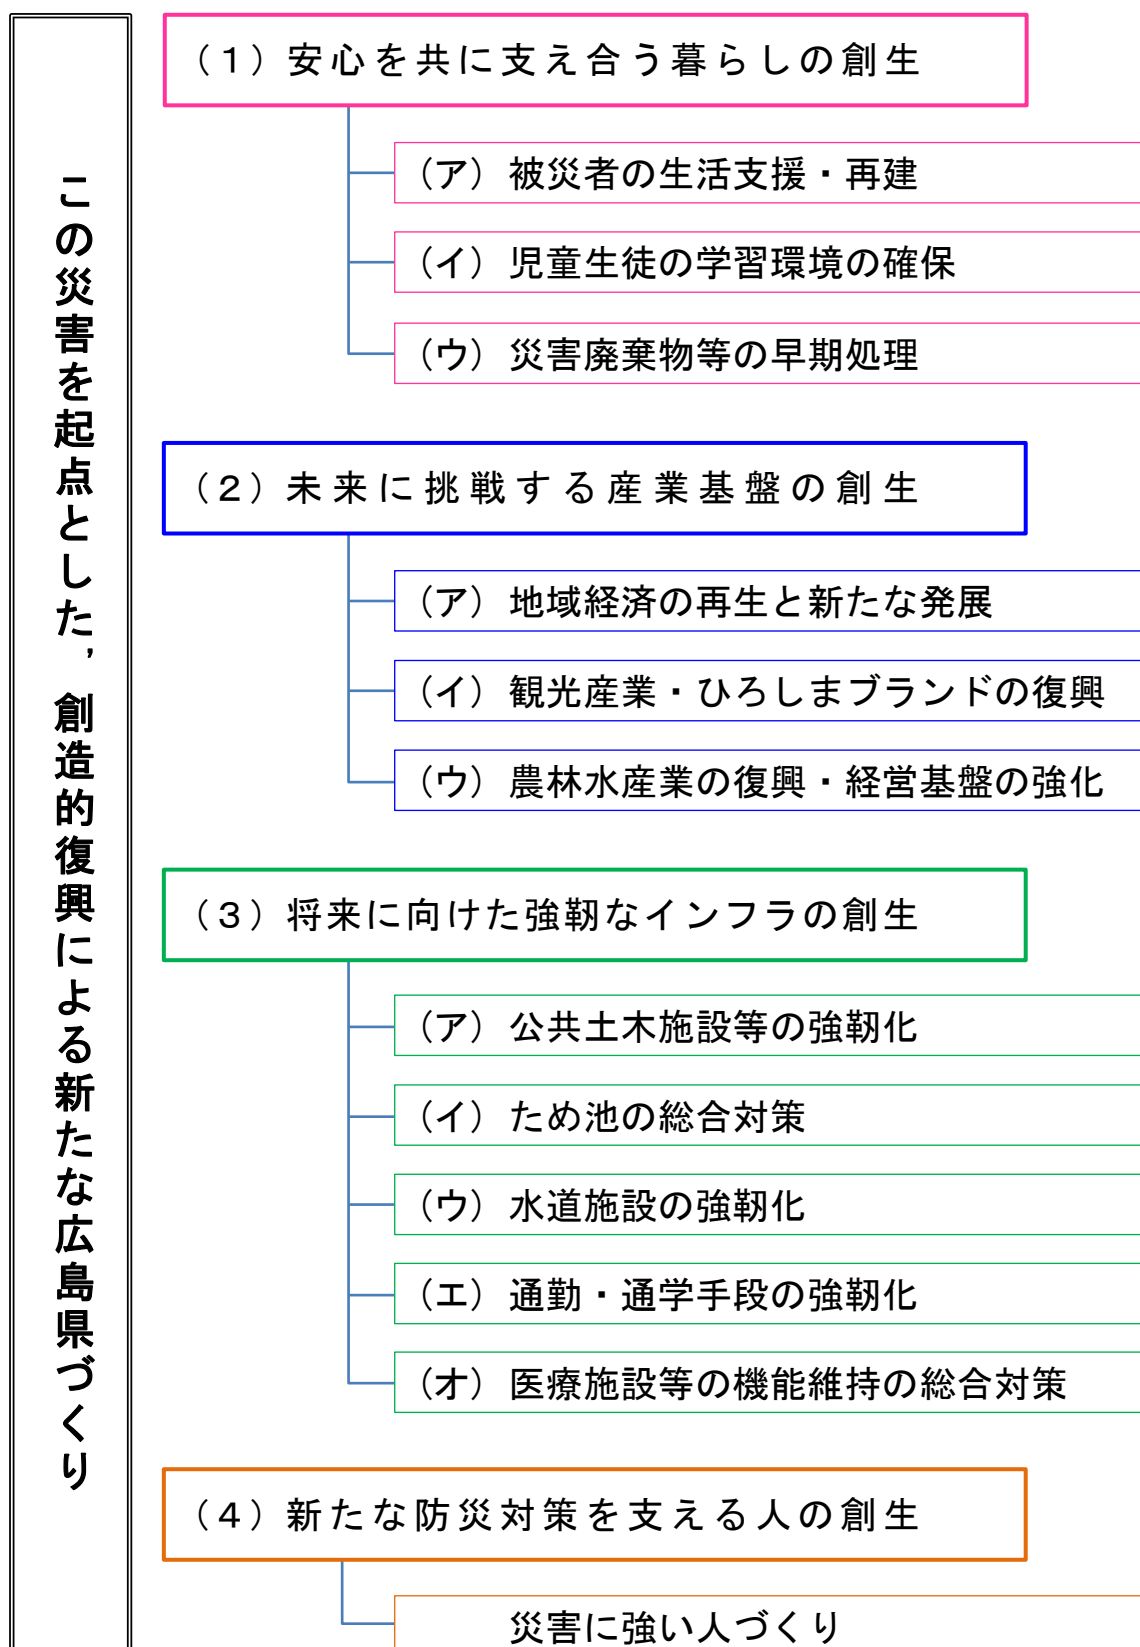 この災害を起点とした，創造的復興による新たな広島県づくり
（１）安心を共に支え合う暮らしの創生
（ア）被災者の生活支援・再建
（イ）児童生徒の学習環境の確保
（ウ）災害廃棄物等の早期処理
（２）未来に挑戦する産業基盤の創生
（ア）地域経済の再生と新たな発展
（イ）観光産業・ひろしまブランドの復興
（ウ）農林水産業の復興・経営基盤の強化
（３）将来に向けた強靭なインフラの創生
（ア）公共土木施設等の強靭化
（イ）ため池の総合対策
（ウ）水道施設の強靭化
（エ）通勤・通学手段の強靭化
（オ）医療施設等の機能維持の総合対策
（４）新たな防災対策を支える人の創生
災害に強い人づくり